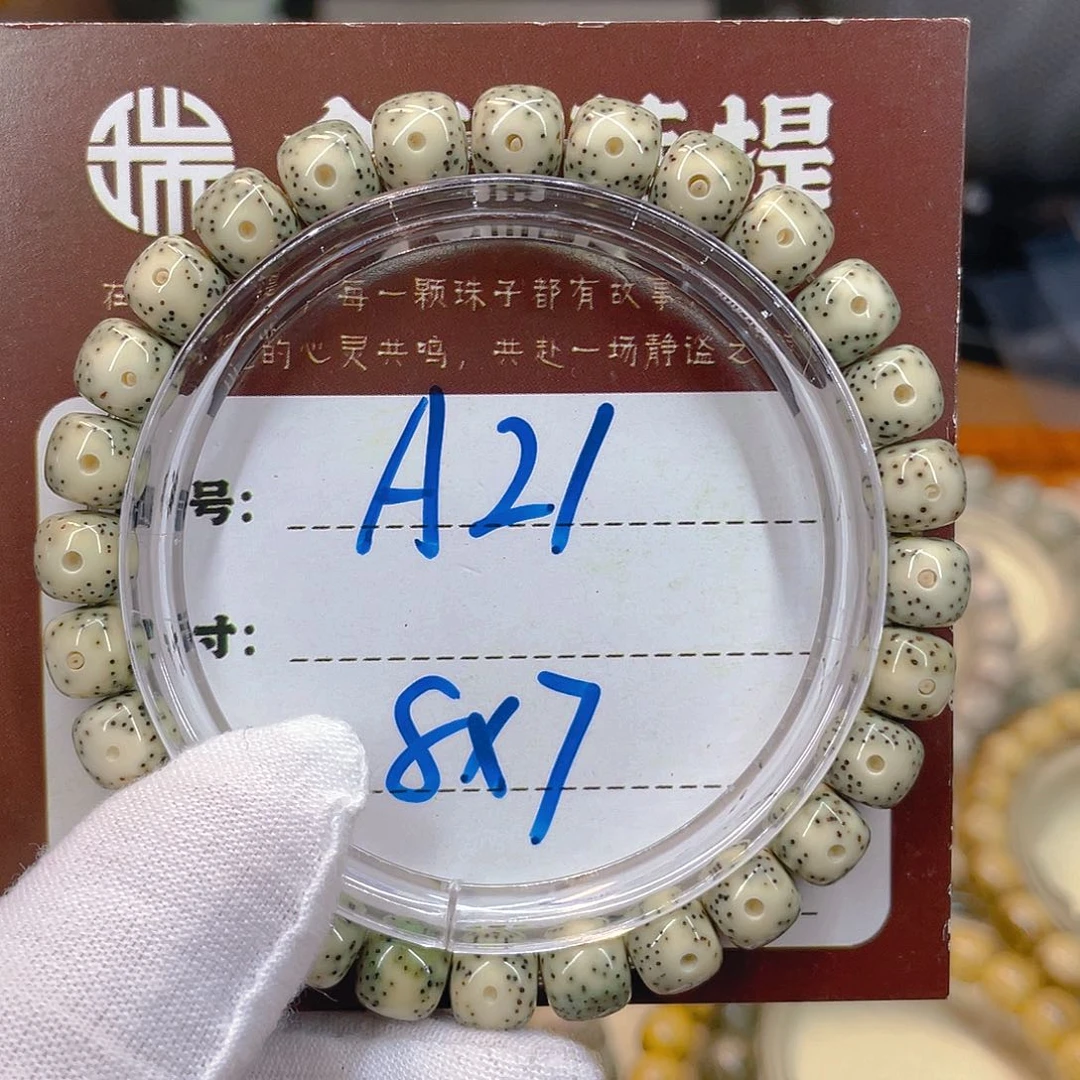 瑞
提
每一颗珠子都有故事,
的心灵共鸣,共赴一场静谧之
号: A21
寸:
8x7